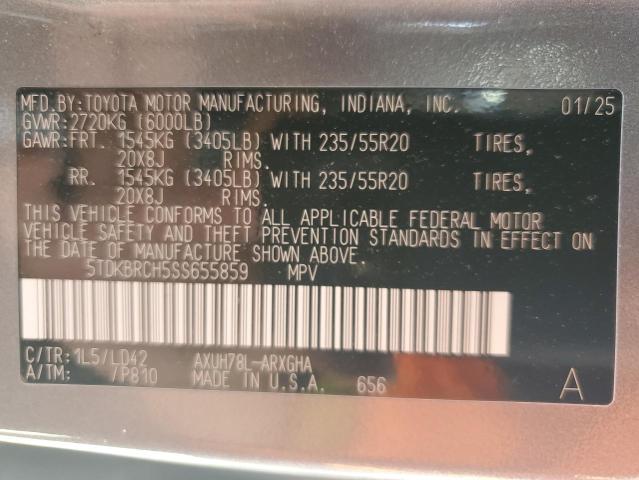 MFD.BY:TOYOTA MOTOR MANUFACTURING, INDIANA, INC. 01/25
GVWR:2720KG (6000LB)
GAWR:FRT. 1545KG (3405LB) WITH 235/55R20 TIRES,
20X8J RIMS.
RR. 1545KG (3405LB) WITH 235/55R20 TIRES,
20X8J RIMS.
THIS VEHICLE CONFORMS TO ALL APPLICABLE FEDERAL MOTOR
VEHICLE SAFETY AND THEFT PREVENTION STANDARDS IN EFFECT ON
THE DATE OF MANUFACTURE SHOWN ABOVE.
5TDKBRCH5SS655859 MPV
C/TR:1L5/LD42 AXUH78L-ARXGHA
A/TM: /P810 MADE IN U.S.A. 656 A